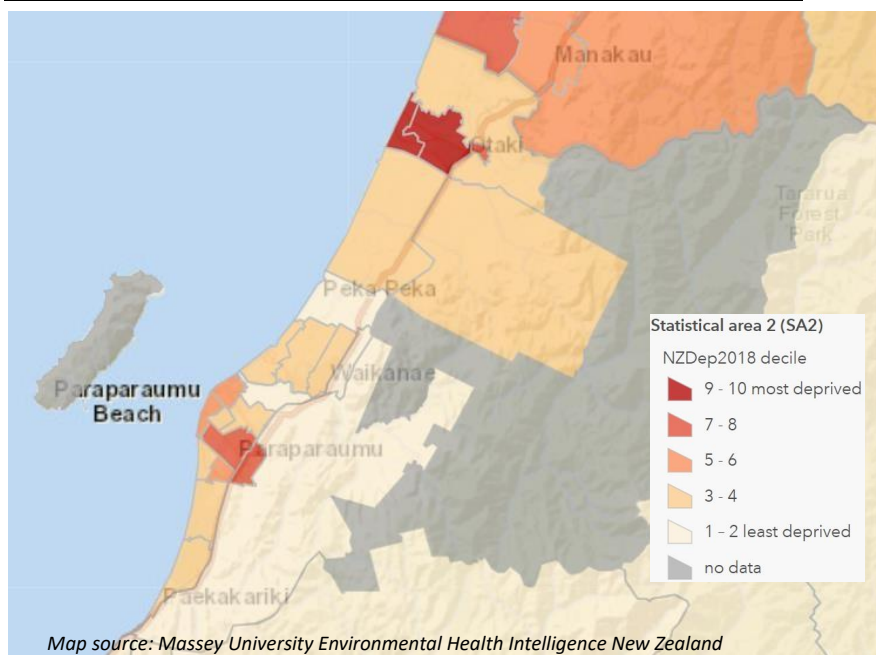 Manakau
Otaki
Tararua
Forest
Park
Peka Peka
Statistical area 2 (SA2)
NZDep2018 decile
9 - 10 most deprived
7 - 8
5 - 6
3 - 4
1 – 2 least deprived
no data
Waikanae
Paraparaumu
Beach
Paraparaumu
Paekakariki
Map source: Massey University Environmental Health Intelligence New Zealand